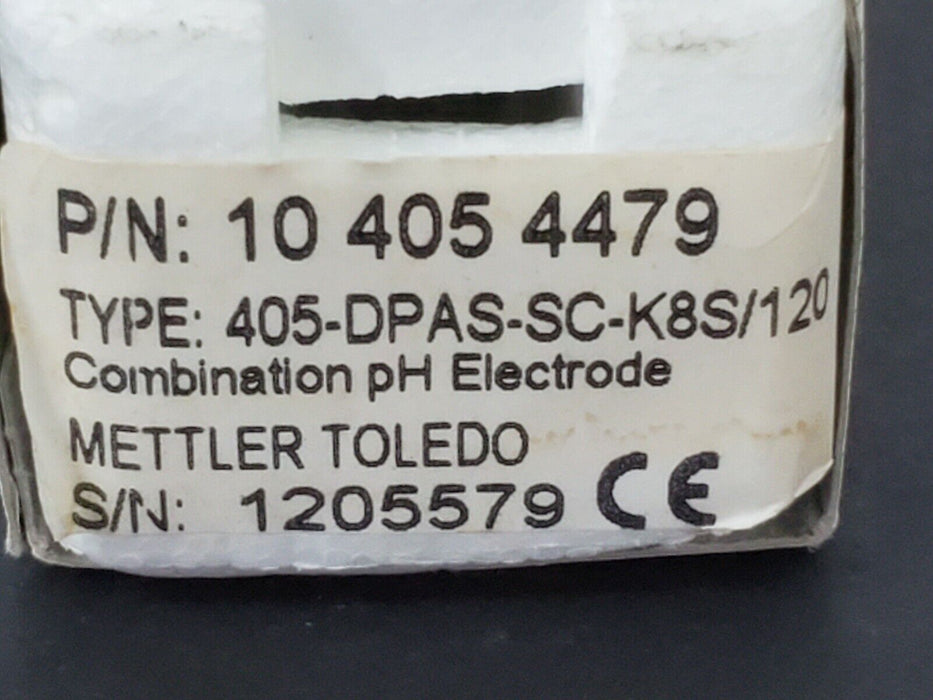 P/N: 10 405 4479
TYPE: 405-DPAS-SC-K8S/120
Combination pH Electrode
METTLER TOLEDO
S/N: 1205579 CE